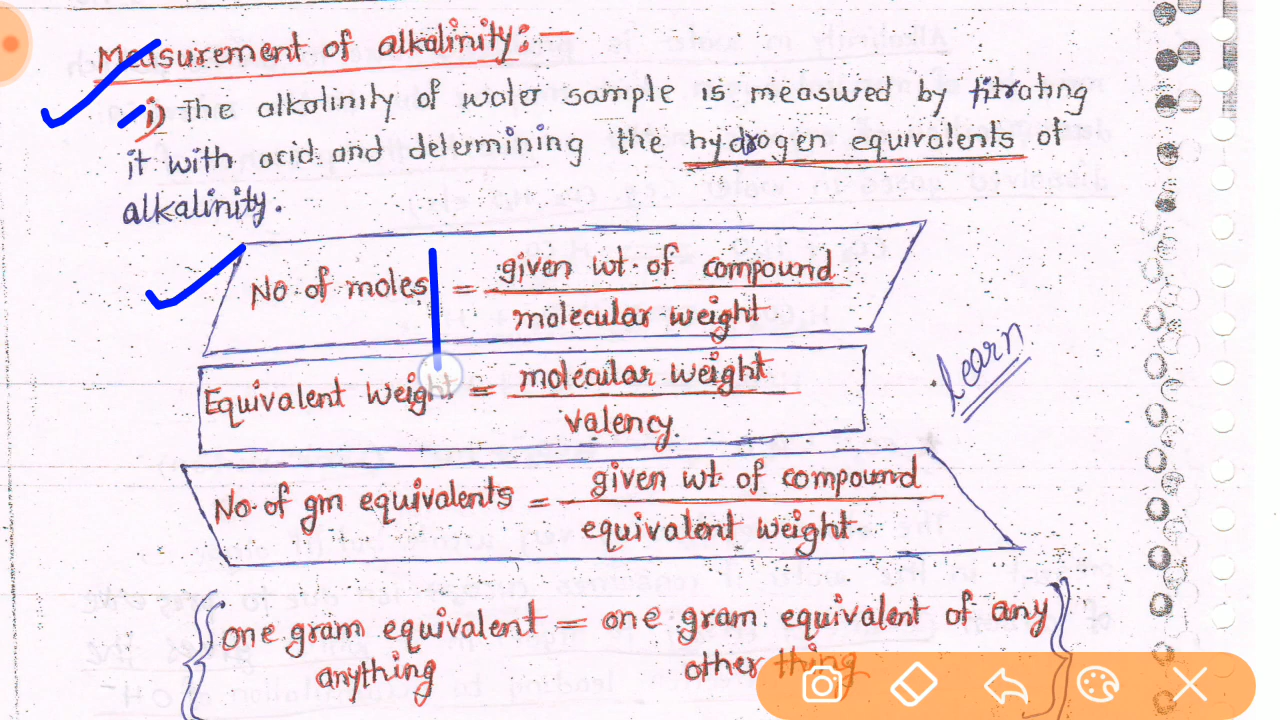 Measurement of alkalinity:-
i) The alkalinity of water sample is measured by titrating
it with acid and determining the hydrogen equivalents of
alkalinity.
No. of moles = given wt. of compound / molecular weight
Equivalent Weight = molecular weight / valency.
No. of gm equivalents = given wt. of compound / equivalent weight.
Learn
{ one gram equivalent = one gram equivalent of any }
anything other thing